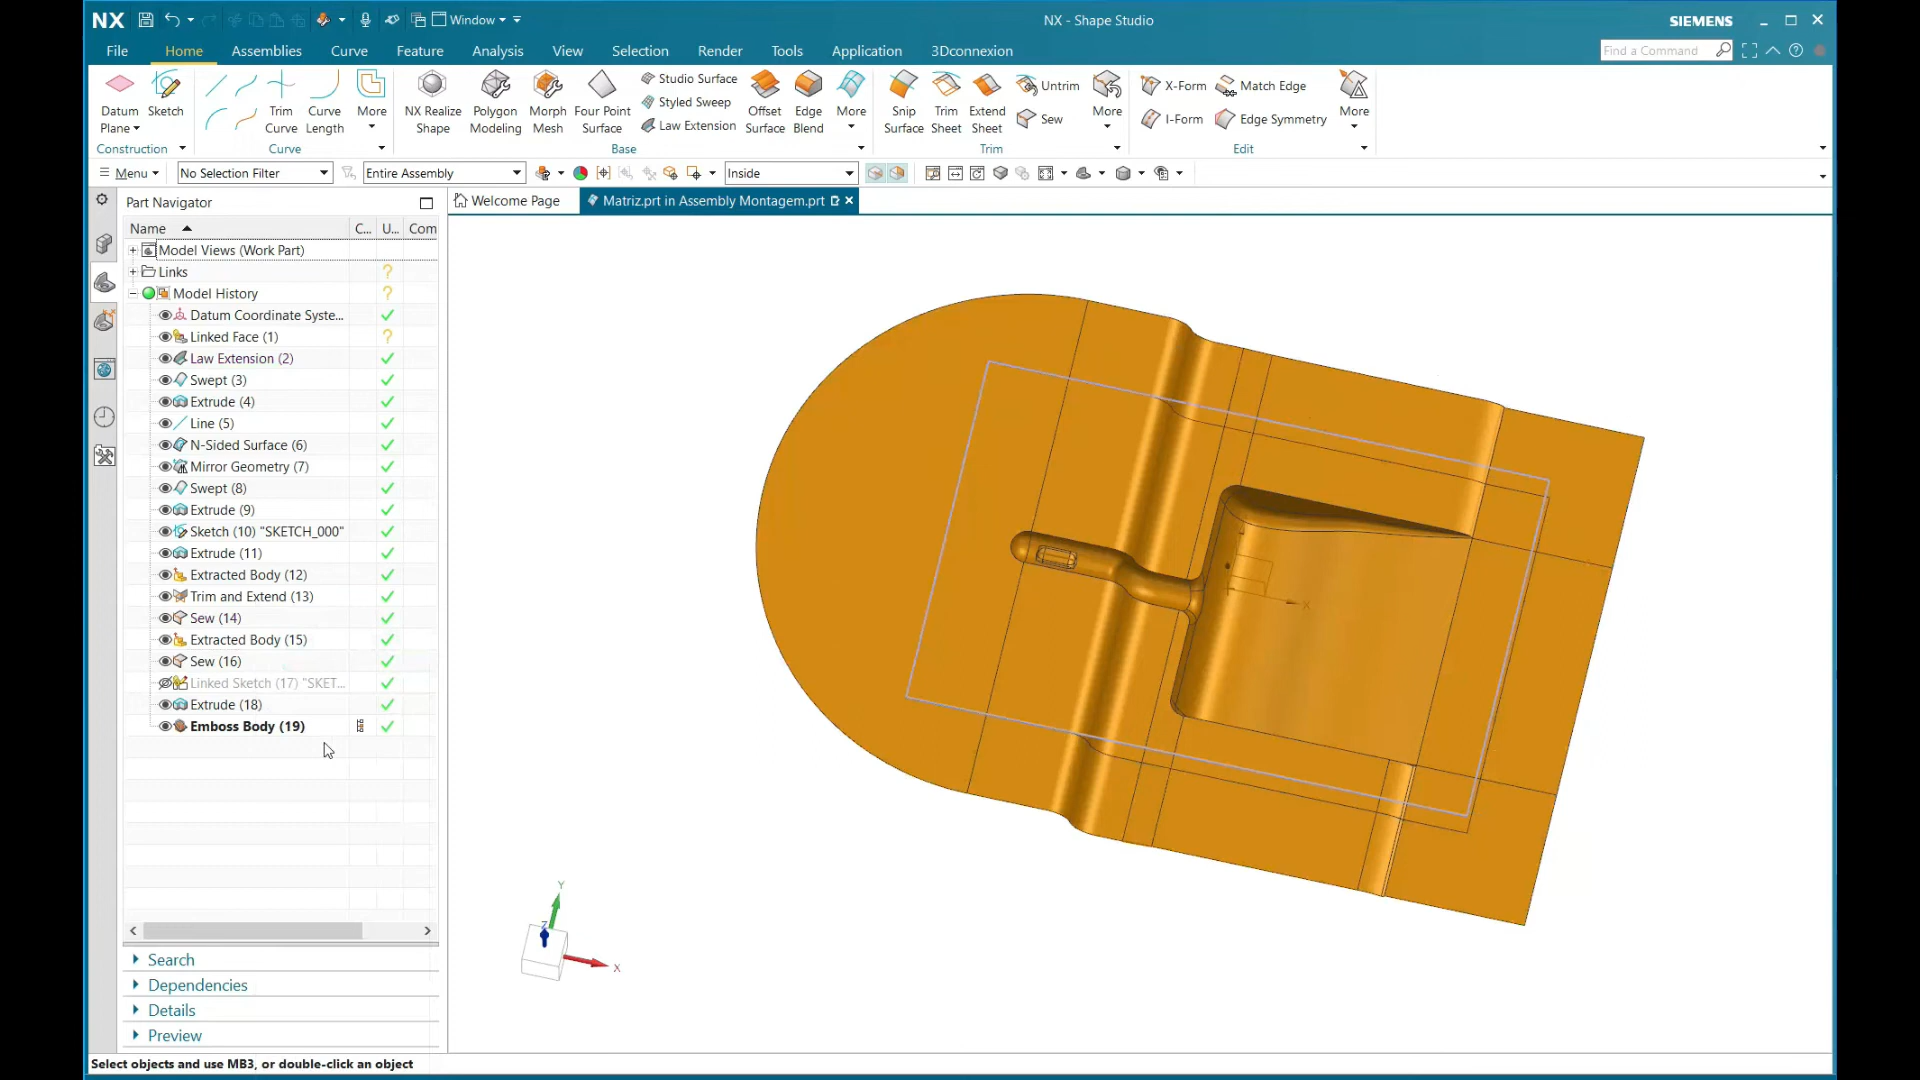 NX
Window
NX - Shape Studio
SIEMENS
File Home Assemblies Curve Feature Analysis View Selection Render Tools Application 3Dconnexion
Find a Command
Datum Plane
Sketch
Trim Curve
Curve Length
More
NX Realize Shape
Polygon Modeling
Morph Mesh
Four Point Surface
Studio Surface
Styled Sweep
Law Extension
Offset Surface
Edge Blend
More
Snip Surface
Trim Sheet
Extend Sheet
Untrim
Sew
More
X-Form
Match Edge
I-Form
Edge Symmetry
More
Construction
Curve
Base
Trim
Edit
Menu
No Selection Filter
Entire Assembly
Inside
Part Navigator
Welcome Page
Matriz.prt in Assembly Montagem.prt
Name C... U... Com
Model Views (Work Part)
Links ?
Model History ?
Datum Coordinate Syste...
Linked Face (1) ?
Law Extension (2)
Swept (3)
Extrude (4)
Line (5)
N-Sided Surface (6)
Mirror Geometry (7)
Swept (8)
Extrude (9)
Sketch (10) "SKETCH_000"
Extrude (11)
Extracted Body (12)
Trim and Extend (13)
Sew (14)
Extracted Body (15)
Sew (16)
Linked Sketch (17) "SKET...
Extrude (18)
Emboss Body (19)
X
Y
Z
X
Search
Dependencies
Details
Preview
Select objects and use MB3, or double-click an object